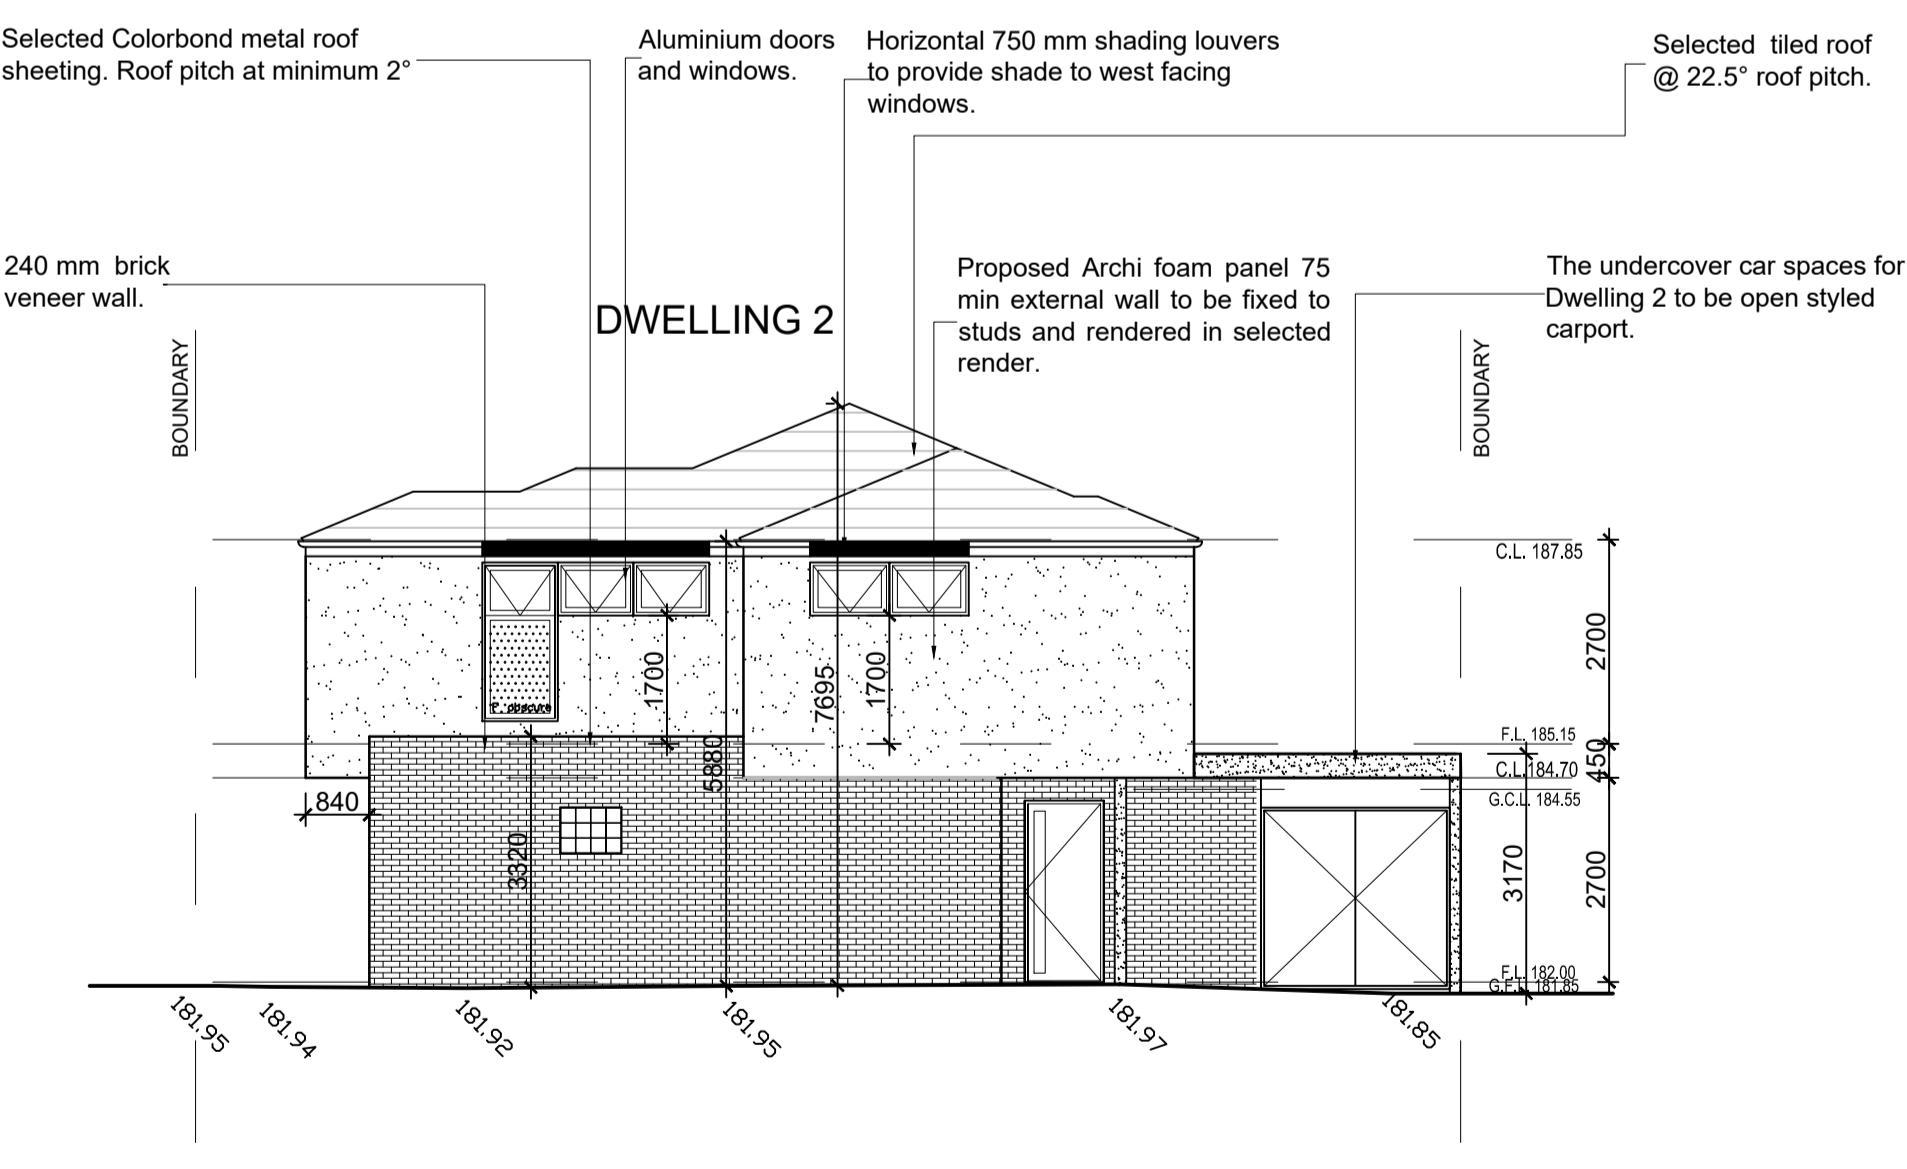 Selected Colorbond metal roof
sheeting. Roof pitch at minimum 2°
Aluminium doors
and windows.
Horizontal 750 mm shading louvers
to provide shade to west facing
windows.
Selected tiled roof
@ 22.5° roof pitch.
240 mm brick
veneer wall.
DWELLING 2
Proposed Archi foam panel 75
min external wall to be fixed to
studs and rendered in selected
render.
The undercover car spaces for
Dwelling 2 to be open styled
carport.
BOUNDARY
BOUNDARY
C.L. 187.85
2700
1700
7695
1700
F. obscure
F.L. 185.15
450
5880
C.L. 184.70
G.C.L. 184.55
840
3320
3170
2700
F.L. 182.00
G.F.L. 181.85
181.95
181.94
181.92
181.95
181.97
181.85